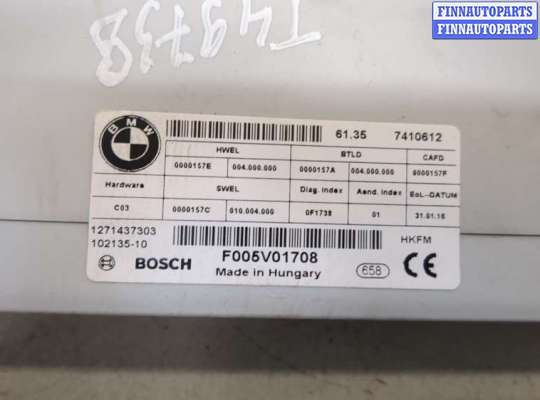 FINNAUTOPARTS
FINNAUTOPARTS
T49738
BMW
61.35 7410612
HWEL BTLD CAFD
0000157E 004.000.000 0000157A 004.000.000 0000157F
Hardware SWEL Diag. Index Aend. Index EoL-DATUM
C03 0000157C 010.004.000 0F1738 01 31.01.16
1271437303
102135-10 HKFM
BOSCH F005V01708
Made in Hungary 658 CE